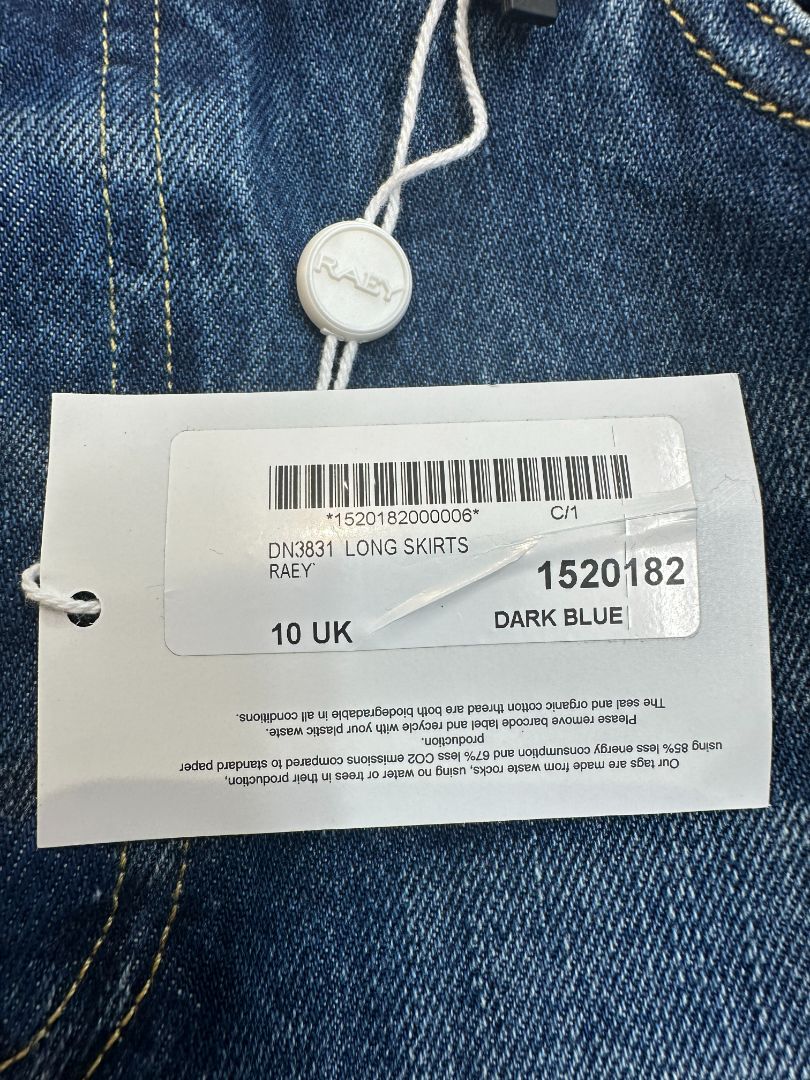 RAEY
*1520182000006*
C/1
DN3831 LONG SKIRTS
RAEY
1520182
10 UK
DARK BLUE
Our tags are made from waste rocks, using no water or trees in their production,
using 85% less energy consumption and 67% less CO2 emissions compared to standard paper
production.
Please remove barcode label and recycle with your plastic waste.
The seal and organic cotton thread are both biodegradable in all conditions.